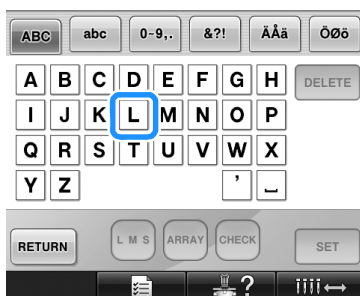 ABC abc 0~9,. &?! ÄÅä ÖØö
A B C D E F G H DELETE
I J K L M N O P
Q R S T U V W X
Y Z ' ⎵
RETURN L M S ARRAY CHECK SET
?